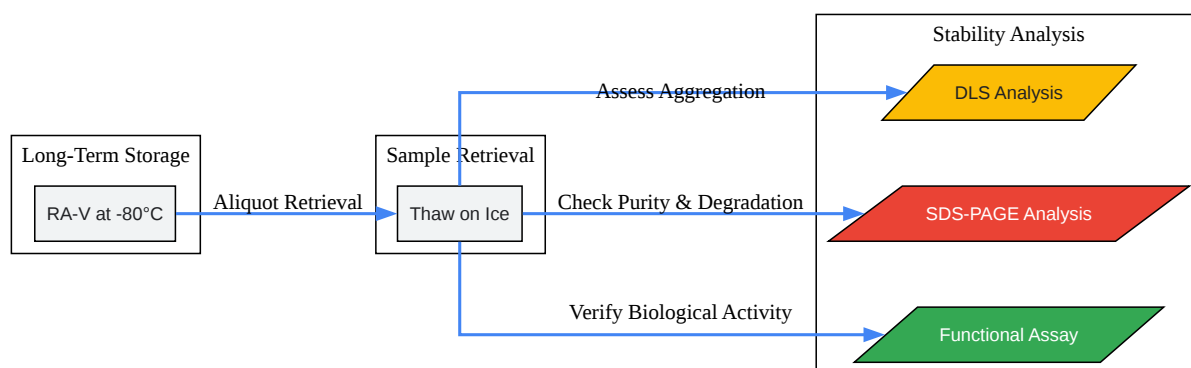 Stability Analysis
Assess Aggregation
DLS Analysis
Long-Term Storage
Sample Retrieval
RA-V at -80°C
Aliquot Retrieval
Thaw on Ice
Check Purity & Degradation
SDS-PAGE Analysis
Verify Biological Activity
Functional Assay